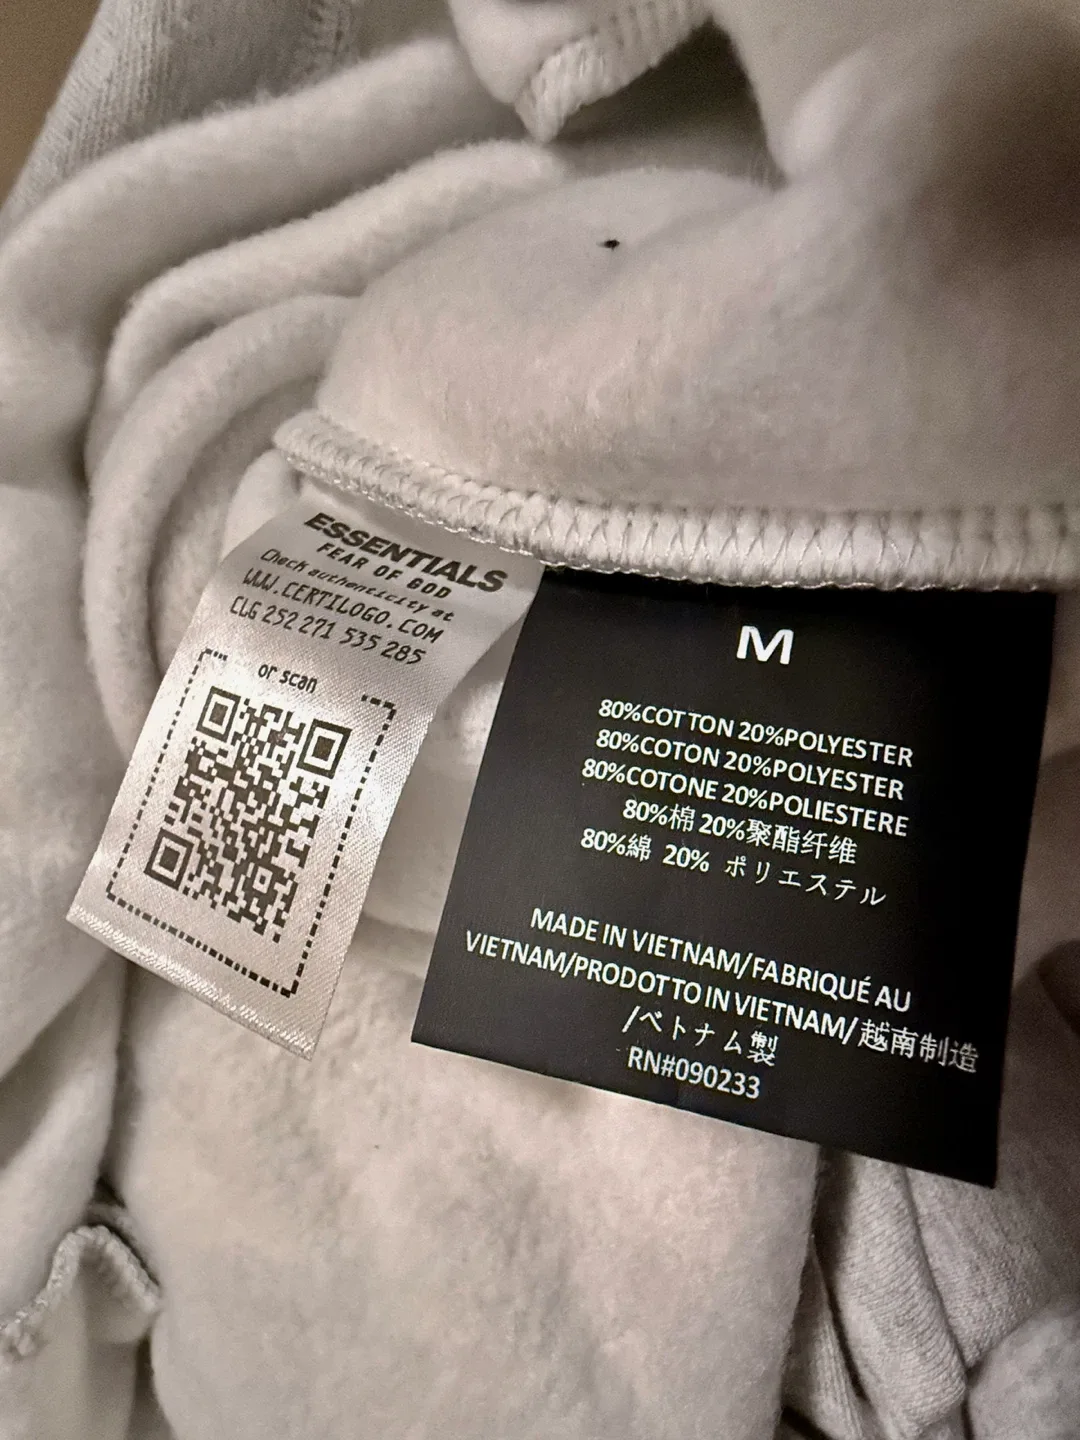 ESSENTIALS
FEAR OF GOD
Check authenticity at
WWW.CERTILOGO.COM
CLG 252 271 535 285
or scan
M
80%COTTON 20%POLYESTER
80%COTON 20%POLYESTER
80%COTONE 20%POLIESTERE
80%棉 20%聚酯纤维
80%綿 20% ポリエステル
MADE IN VIETNAM/FABRIQUÉ AU
VIETNAM/PRODOTTO IN VIETNAM/越南制造
/ベトナム製
RN#090233